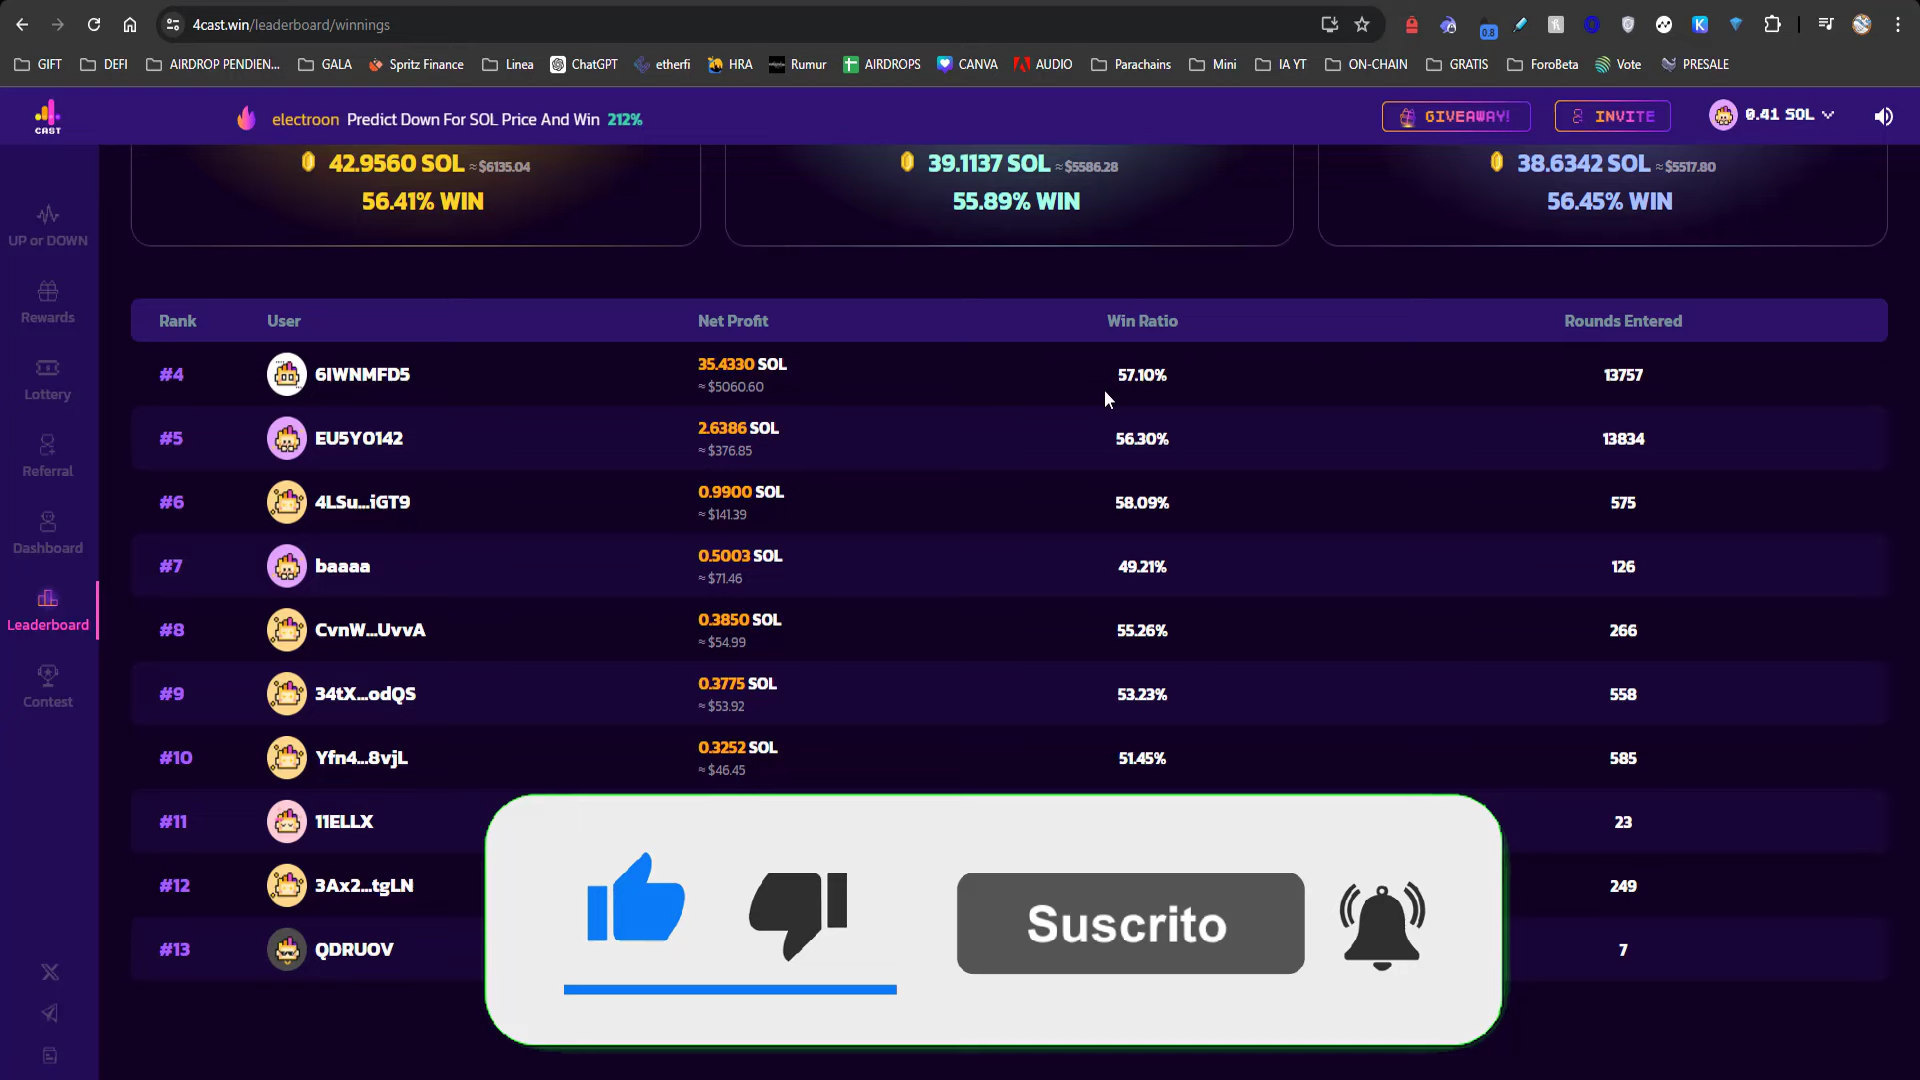 4cast.win/leaderboard/winnings
0.8
GIFT DEFI AIRDROP PENDIEN... GALA Spritz Finance Linea ChatGPT etherfi HRA Rumur AIRDROPS CANVA AUDIO Parachains Mini IA YT ON-CHAIN GRATIS ForoBeta Vote PRESALE
CAST
electroon Predict Down For SOL Price And Win 212%
GIVEAWAY!
INVITE
0.41 SOL
42.9560 SOL ≈ $6135.04
56.41% WIN
39.1137 SOL ≈ $5586.28
55.89% WIN
38.6342 SOL ≈ $5517.80
56.45% WIN
UP or DOWN
Rewards
Lottery
Referral
Dashboard
Leaderboard
Contest
Rank User Net Profit Win Ratio Rounds Entered
#4 6IWNMFD5 35.4330 SOL 57.10% 13757
≈ $5060.60
#5 EU5YO142 2.6386 SOL 56.30% 13834
≈ $376.85
#6 4LSu...iGT9 0.9900 SOL 58.09% 575
≈ $141.39
#7 baaaa 0.5003 SOL 49.21% 126
≈ $71.46
#8 CvnW...UvvA 0.3850 SOL 55.26% 266
≈ $54.99
#9 34tX...odQS 0.3775 SOL 53.23% 558
≈ $53.92
#10 Yfn4...8vjL 0.3252 SOL 51.45% 585
≈ $46.45
#11 11ELLX 23
#12 3Ax2...tgLN 249
#13 QDRUOV 7
Suscrito